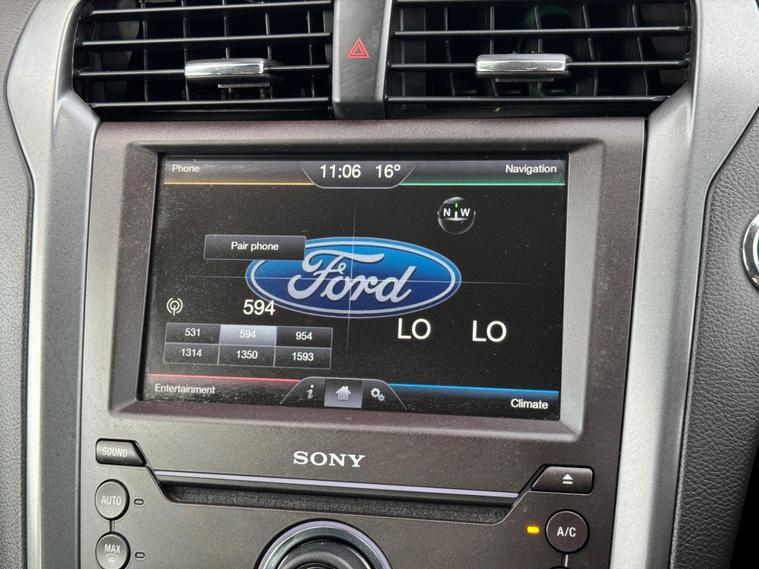 Phone
11:06 16°
Navigation
N W
Pair phone
Ford
594
LO LO
531 594 954
1314 1350 1593
Entertainment
i
Climate
SONY
SOUND
AUTO
A/C
MAX